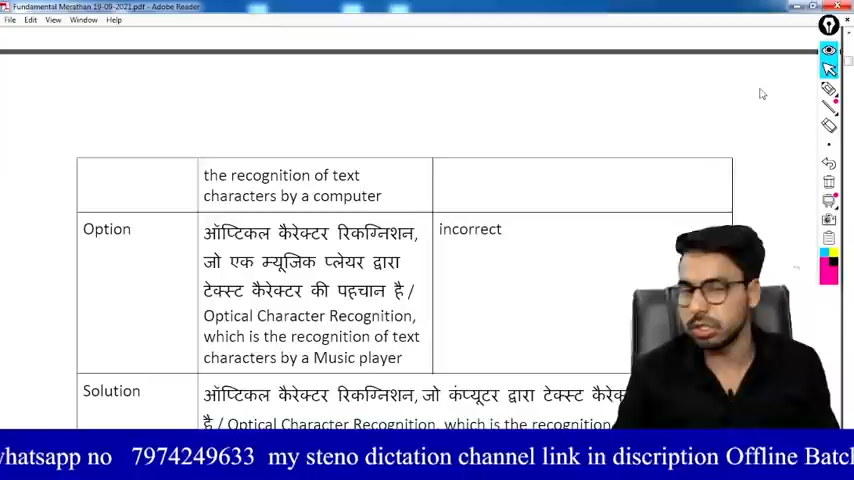 Fundamental Merathan 19-09-2021.pdf - Adobe Reader
File Edit View Window Help
the recognition of text
characters by a computer
Option
ऑप्टिकल कैरेक्टर रिकग्निशन,
जो एक म्यूजिक प्लेयर द्वारा
टेक्स्ट कैरेक्टर की पहचान है /
Optical Character Recognition,
which is the recognition of text
characters by a Music player
incorrect
Solution
ऑप्टिकल कैरेक्टर रिकग्निशन, जो कंप्यूटर द्वारा टेक्स्ट
है / Optical Character Recognition, which is the recognition
whatsapp no 7974249633 my steno dictation channel link in discription Offline Batch